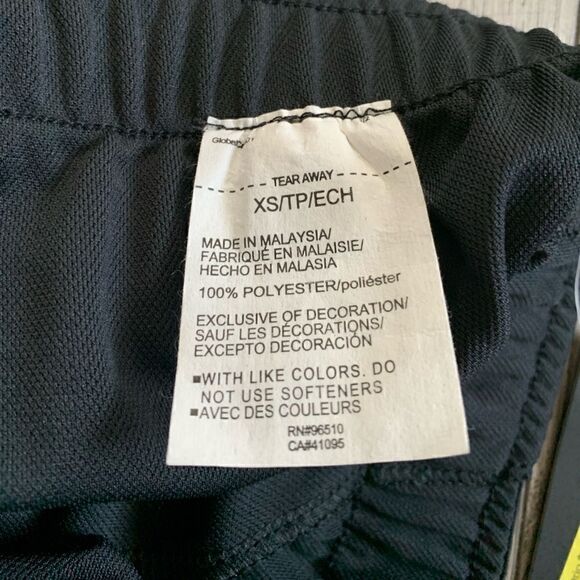 TEAR AWAY
XS/TP/ECH
MADE IN MALAYSIA/
FABRIQUÉ EN MALAISIE/
HECHO EN MALASIA
100% POLYESTER/poliéster
EXCLUSIVE OF DECORATION/
SAUF LES DÉCORATIONS/
EXCEPTO DECORACIÓN
▪WITH LIKE COLORS. DO
NOT USE SOFTENERS
▪AVEC DES COULEURS
RN#96510
CA#41095